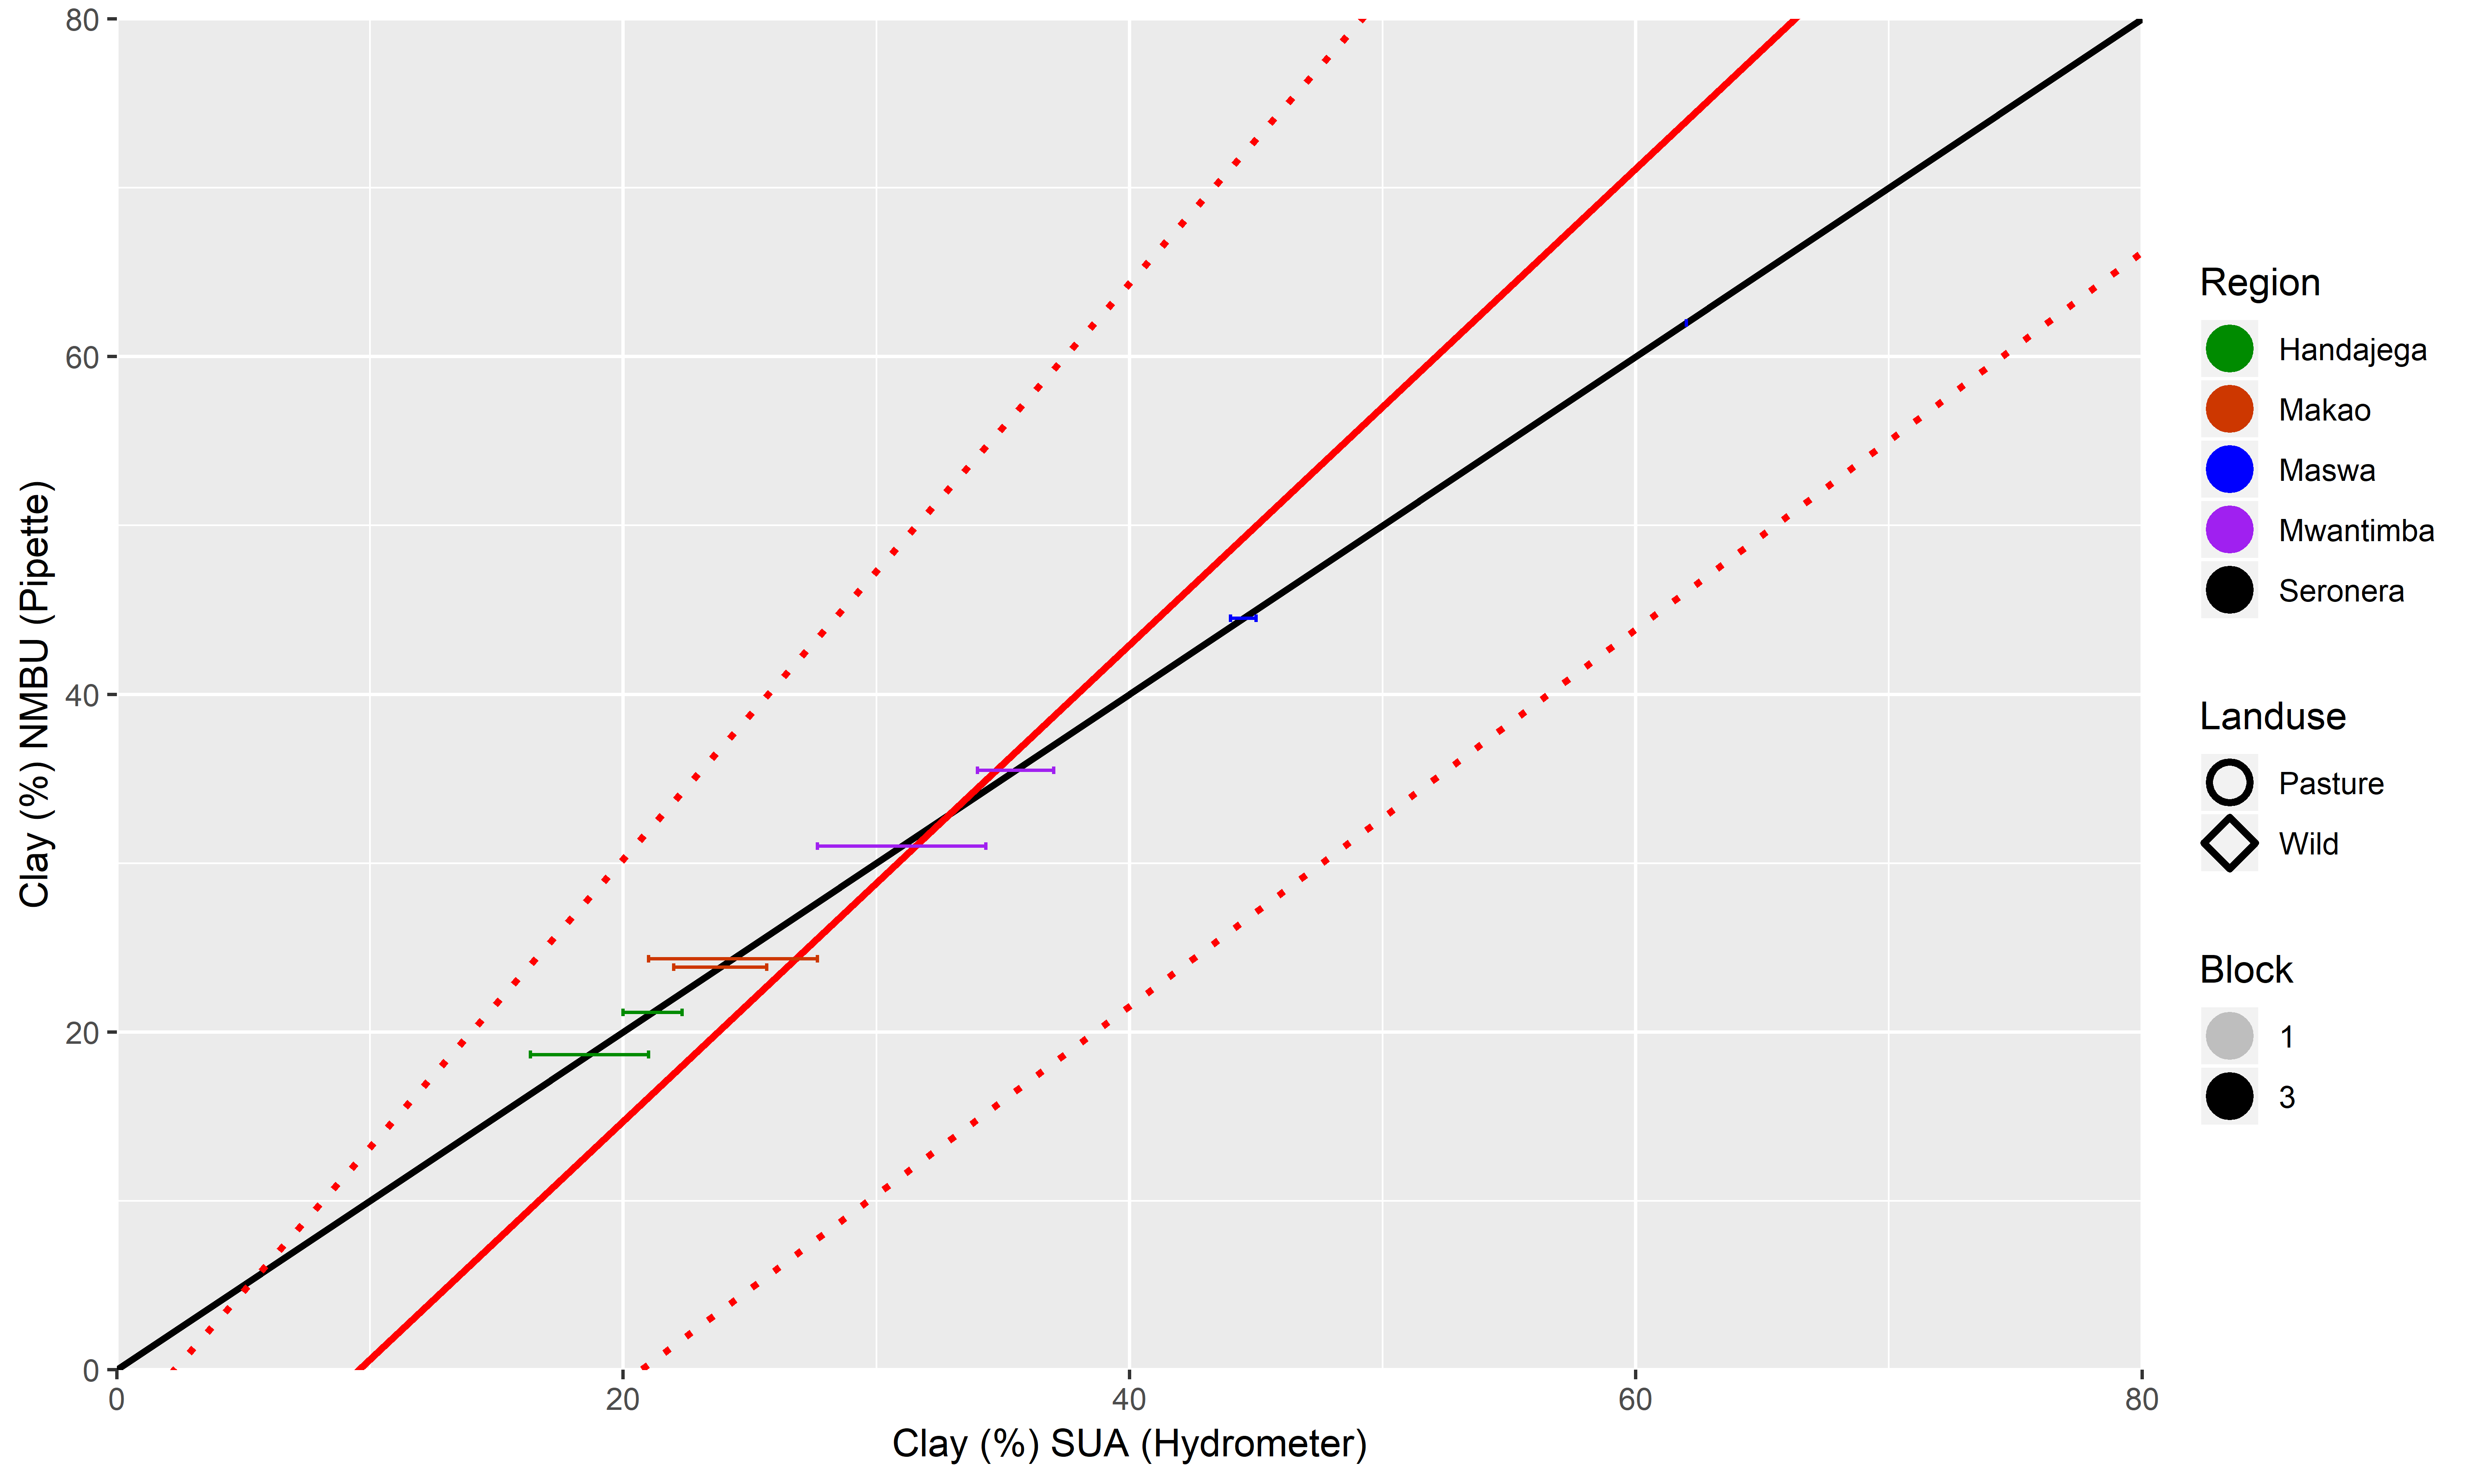 80
60
40
20
0
0 20 40 60 80
Clay (%) NMBU (Pipette)
Clay (%) SUA (Hydrometer)
Region
Handajega
Makao
Maswa
Mwantimba
Seronera
Landuse
Pasture
Wild
Block
1
3